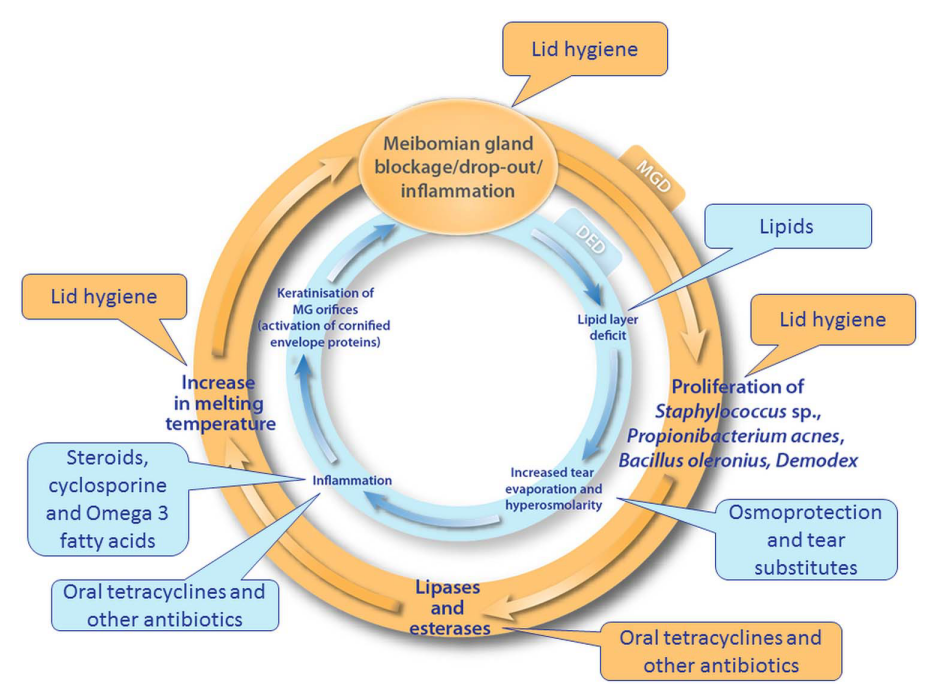 Lid hygiene
Meibomian gland
blockage/drop-out/
inflammation
MGD
DED
Lipids
Lid hygiene
Keratinisation of
MG orifices
(activation of cornified
envelope proteins)
Lipid layer
deficit
Lid hygiene
Increase
in melting
temperature
Proliferation of
Staphylococcus sp.,
Propionibacterium acnes,
Bacillus oleronius, Demodex
Steroids,
cyclosporine
and Omega 3
fatty acids
Inflammation
Increased tear
evaporation and
hyperosmolarity
Osmoprotection
and tear
substitutes
Oral tetracyclines and
other antibiotics
Lipases
and
esterases
Oral tetracyclines and
other antibiotics